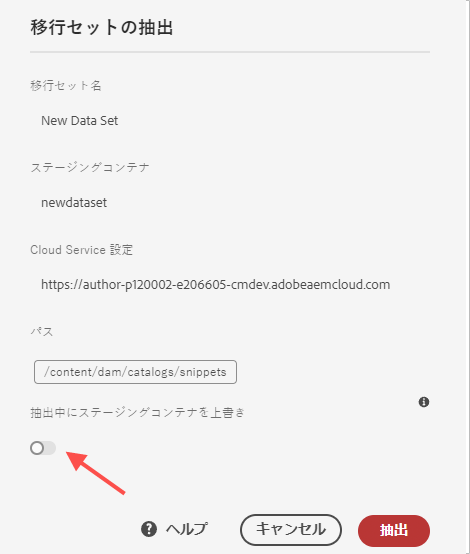 移行セットの抽出
移行セット名
New Data Set
ステージングコンテナ
newdataset
Cloud Service 設定
https://author-p120002-e206605-cmdev.adobeaemcloud.com
パス
/content/dam/catalogs/snippets
抽出中にステージングコンテナを上書き
ヘルプ キャンセル 抽出